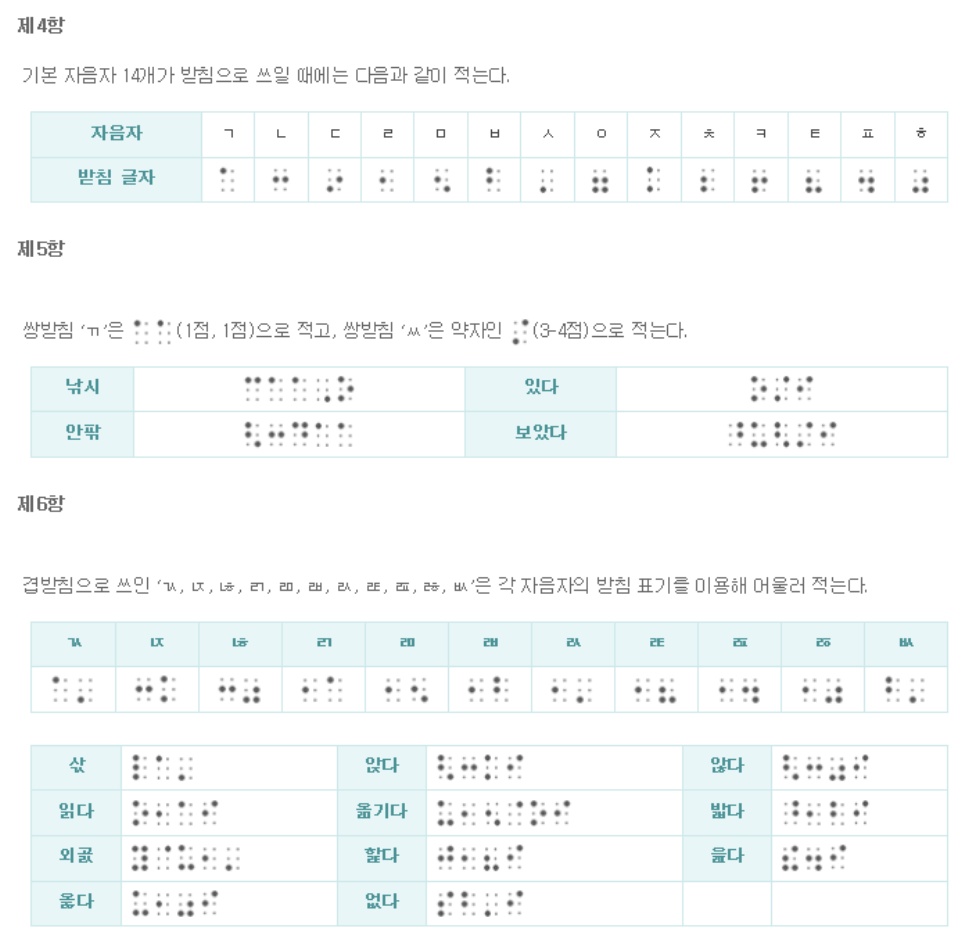 제4항
기본 자음자 14개가 받침으로 쓰일 때에는 다음과 같이 적는다.
자음자 ㄱ ㄴ ㄷ ㄹ ㅁ ㅂ ㅅ ㅇ ㅈ ㅊ ㅋ ㅌ ㅍ ㅎ
받침 글자 ⠁ ⠒ ⠔ ⠂ ⠢ ⠃ ⠄ ⠶ ⠅ ⠆ ⠖ ⠦ ⠲ ⠴
제5항
쌍받침 ‘ㄲ’은 ⠁⠁(1점, 1점)으로 적고, 쌍받침 ‘ㅆ’은 약자인 ⠌(3-4점)으로 적는다.
낚시 있다
안팎 보았다
제6항
겹받침으로 쓰인 ‘ㄳ, ㄵ, ㄶ, ㄺ, ㄻ, ㄼ, ㄽ, ㄾ, ㄿ, ㅀ, ㅄ’은 각 자음자의 받침 표기를 이용해 어울러 적는다.
ㄳ ㄵ ㄶ ㄺ ㄻ ㄼ ㄽ ㄾ ㄿ ㅀ ㅄ
삯 앉다 않다
읽다 옮기다 밟다
외곬 핥다 읊다
옳다 없다